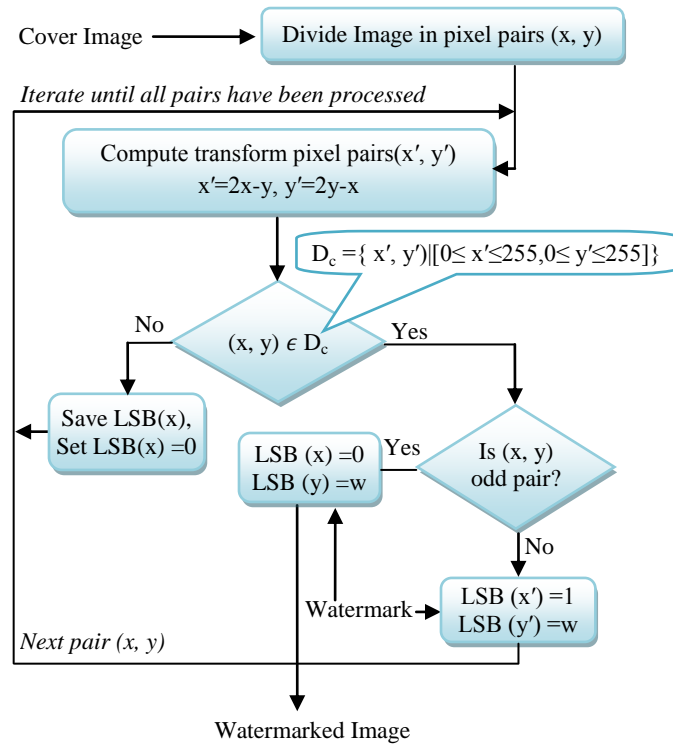 Cover Image
Divide Image in pixel pairs (x, y)
Iterate until all pairs have been processed
Compute transform pixel pairs(x′, y′)
x′=2x-y, y′=2y-x
D_c ={ x′, y′)|[0≤ x′≤255,0≤ y′≤255]}
No
(x, y) ϵ D_c
Yes
Save LSB(x),
Set LSB(x) =0
LSB (x) =0
LSB (y) =w
Yes
Is (x, y)
odd pair?
No
Watermark
LSB (x′) =1
LSB (y′) =w
Next pair (x, y)
Watermarked Image